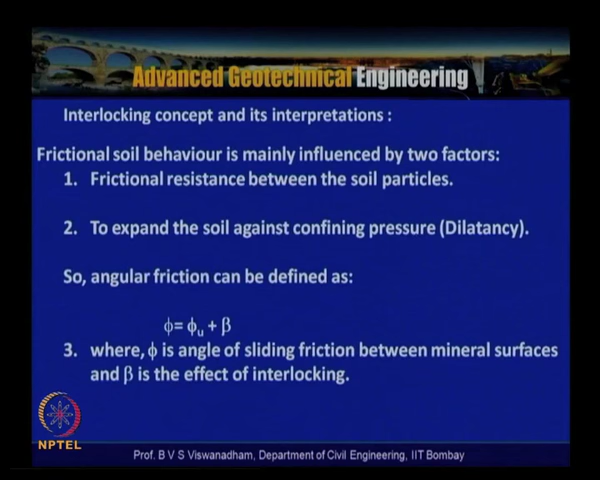 Advanced Geotechnical Engineering
Interlocking concept and its interpretations :
Frictional soil behaviour is mainly influenced by two factors:
1. Frictional resistance between the soil particles.
2. To expand the soil against confining pressure (Dilatancy).
So, angular friction can be defined as:
ϕ= ϕu + β
3. where, ϕ is angle of sliding friction between mineral surfaces
and β is the effect of interlocking.
NPTEL
Prof. B V S Viswanadham, Department of Civil Engineering, IIT Bombay